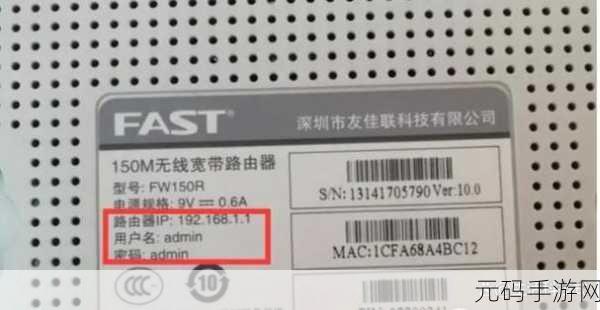 FAST
深圳市友佳联科技有限公司
150M无线宽带路由器
型号: FW150R
电源规格: 9V 0.6A
路由器IP: 192.168.1.1
用户名: admin
密码: admin
S/N: 13141705790 Ver:10.0
MAC:1CFA68A4BC12
CCC
10
元码手游网